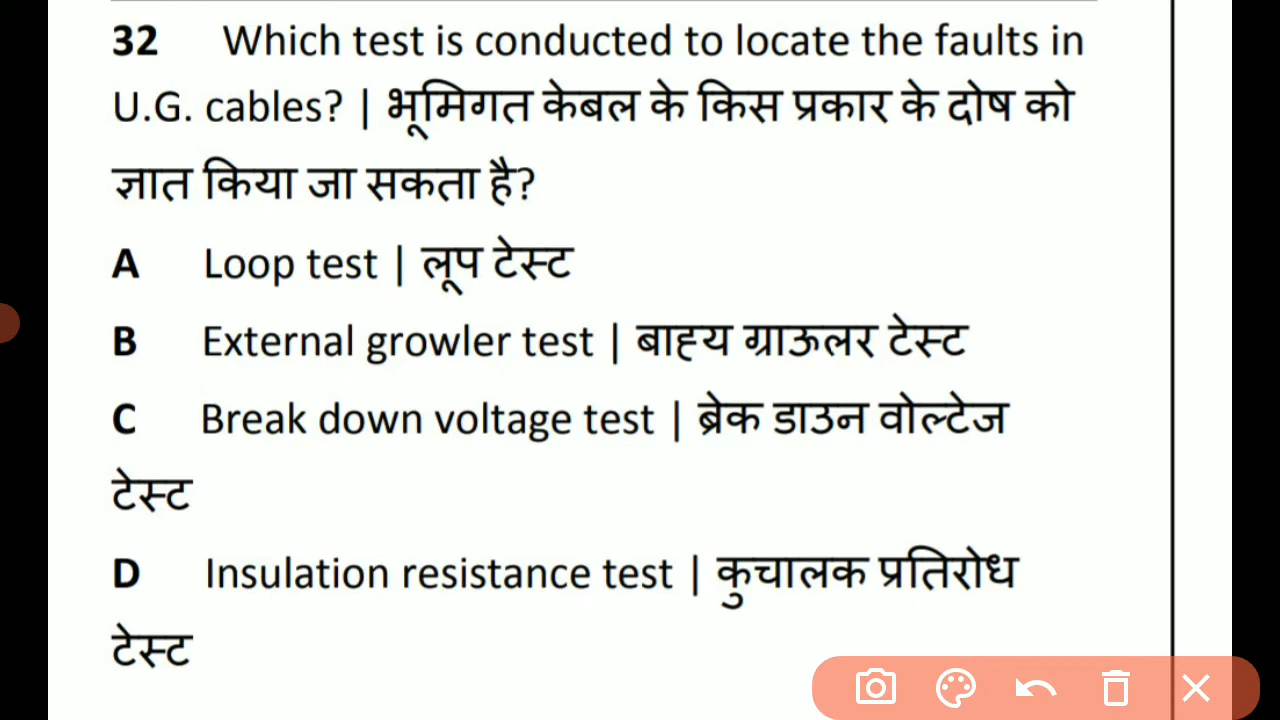 32 Which test is conducted to locate the faults in
U.G. cables? | भूमिगत केबल के किस प्रकार के दोष को
ज्ञात किया जा सकता है?
A Loop test | लूप टेस्ट
B External growler test | बाह्य ग्राऊलर टेस्ट
C Break down voltage test | ब्रेक डाउन वोल्टेज
टेस्ट
D Insulation resistance test | कुचालक प्रतिरोध
टेस्ट